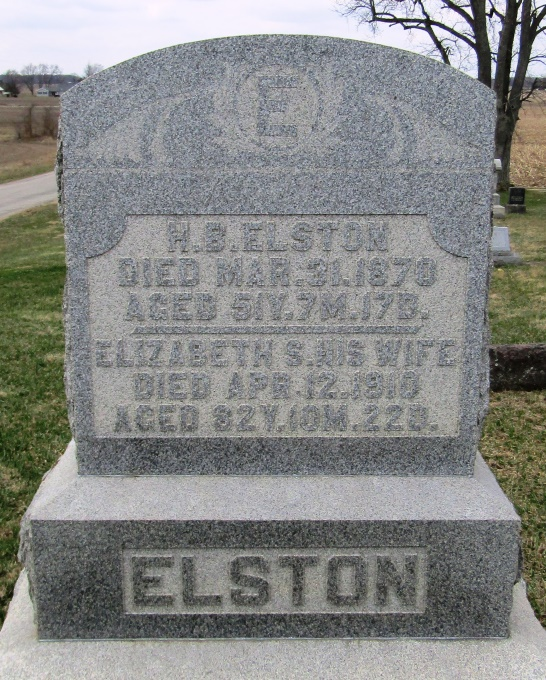 E
H. B. ELSTON
DIED MAR. 31. 1870
AGED 51Y. 7M. 17D.
ELIZABETH S. HIS WIFE
DIED APR. 12.
AGED 82Y. 10M. 22D.
ELSTON